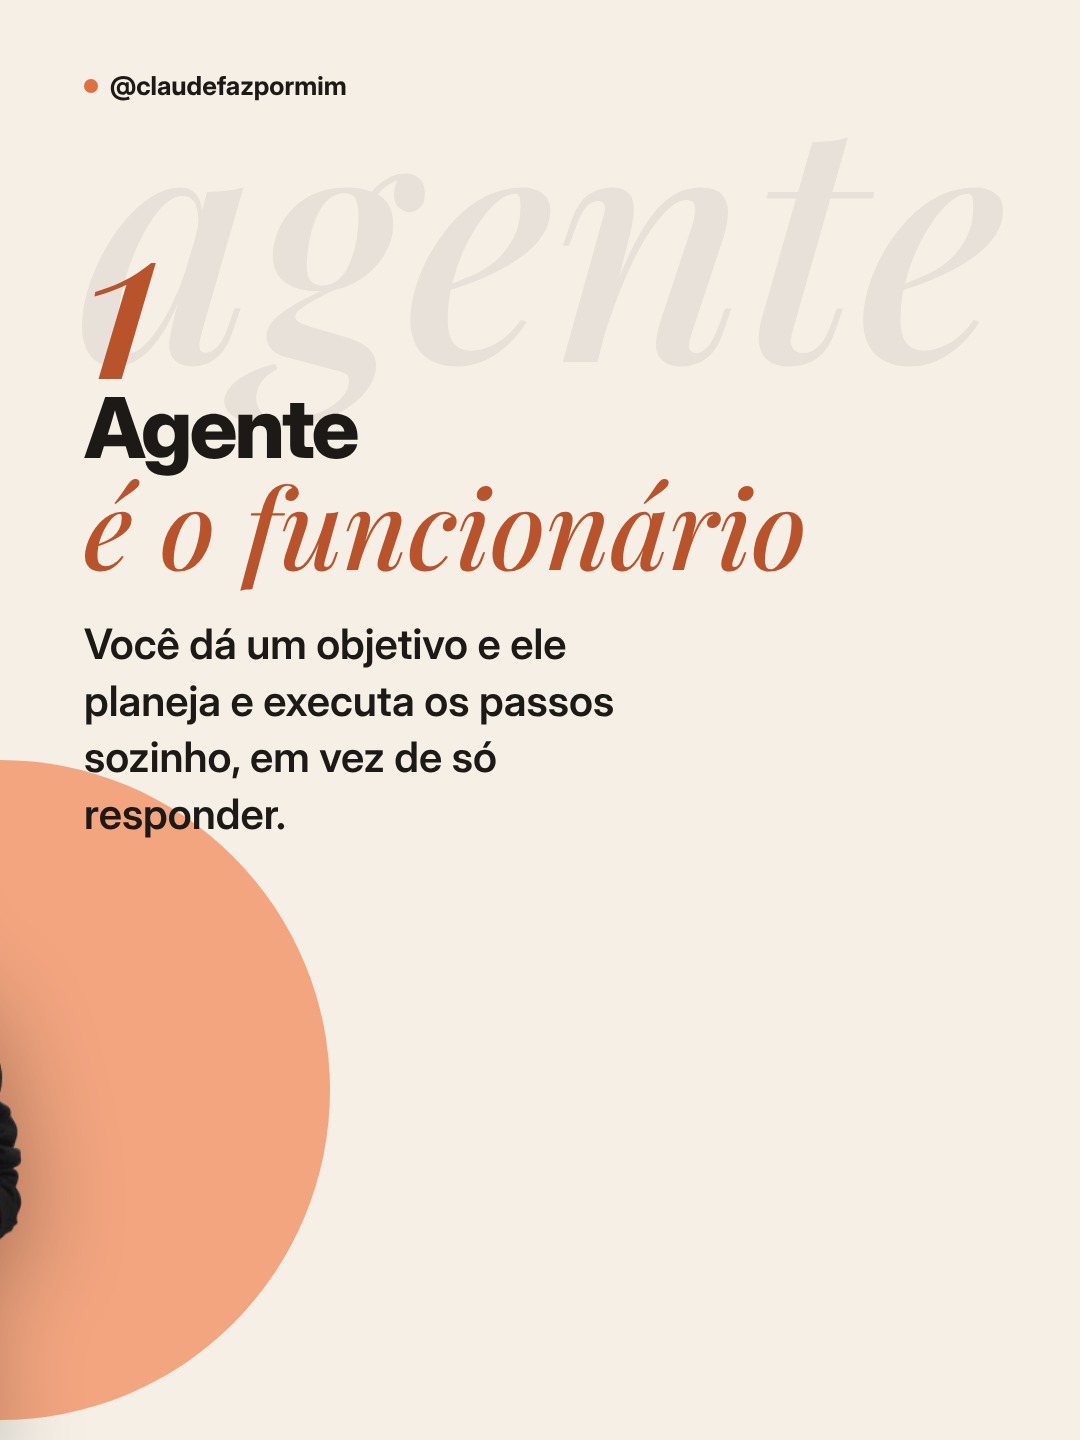 @claudefazpormim
agente
1
Agente
é o funcionário
Você dá um objetivo e ele
planeja e executa os passos
sozinho, em vez de só
responder.